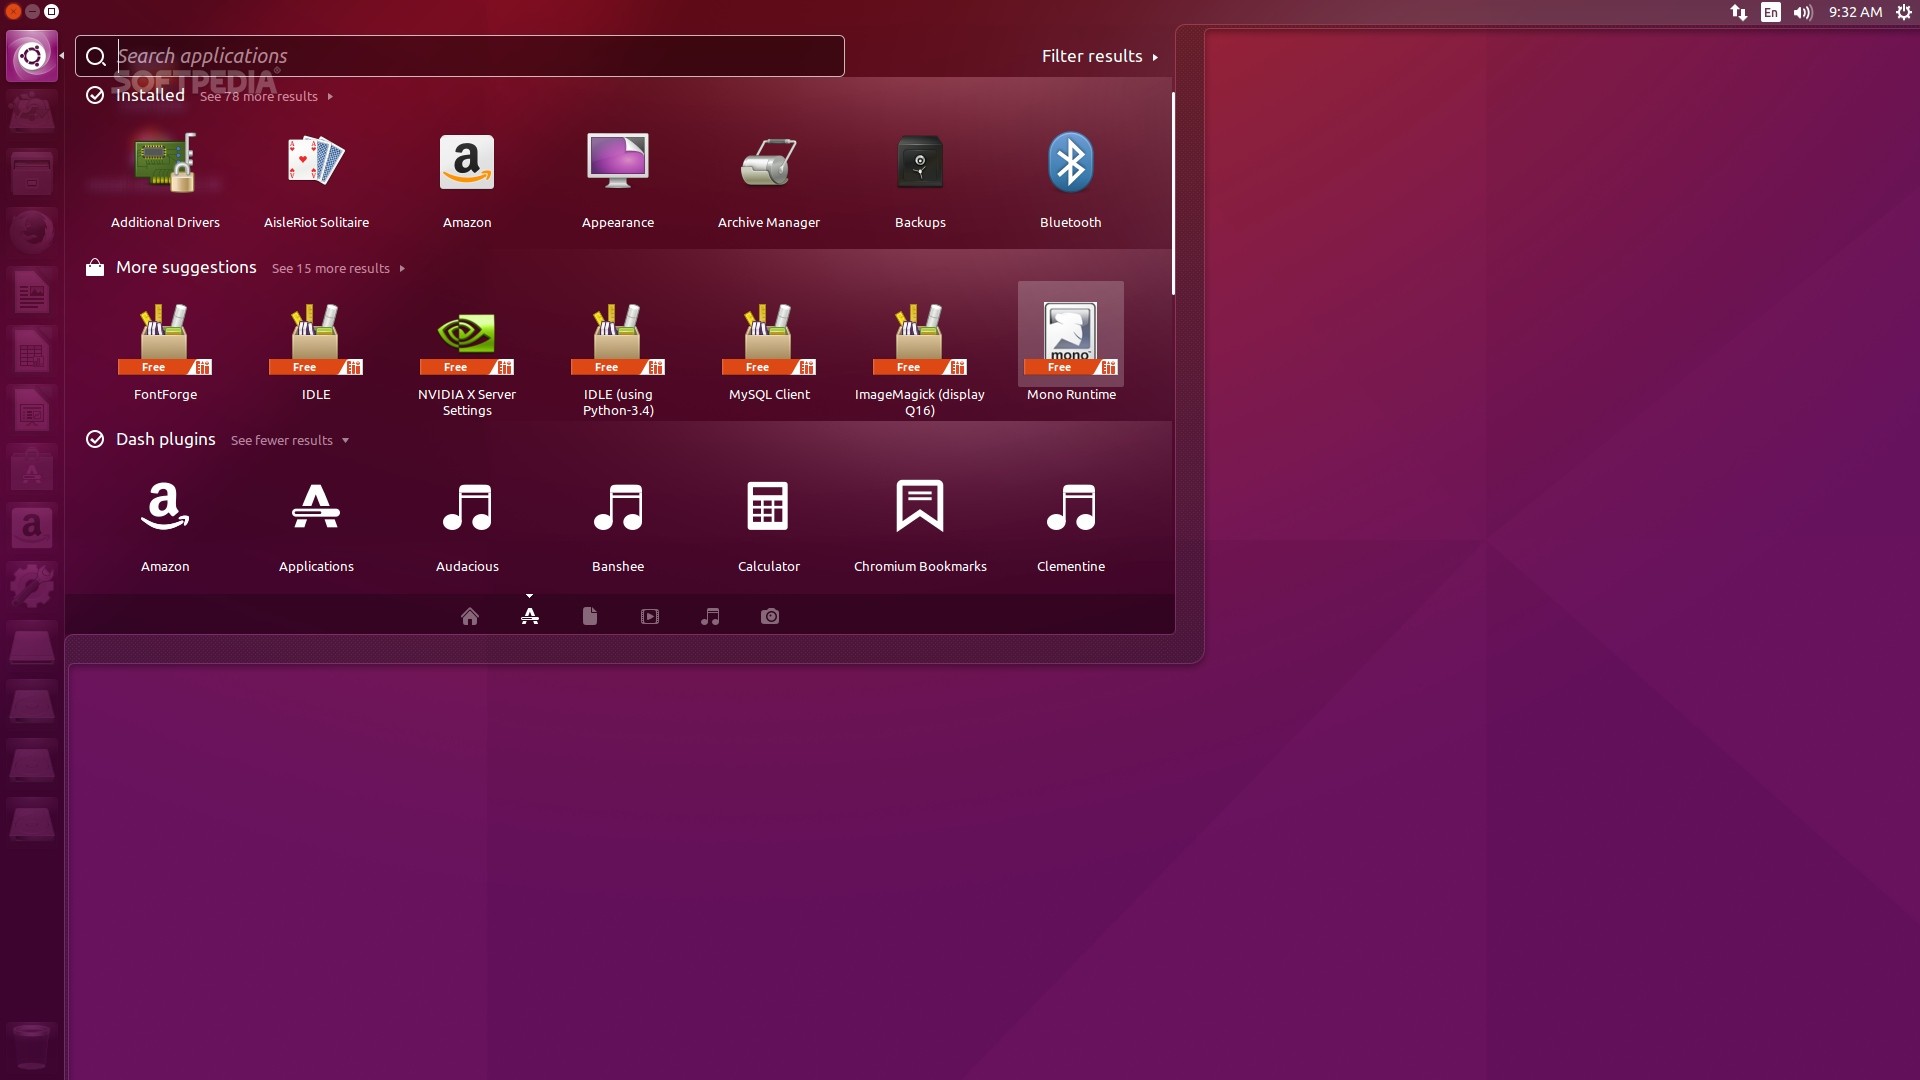 En
9:32 AM
Search applications
Filter results
SOFTPEDIA
Installed See 78 more results
Additional Drivers
AisleRiot Solitaire
Amazon
Appearance
Archive Manager
Backups
Bluetooth
More suggestions See 15 more results
mono
Free Free Free Free Free Free Free
FontForge
IDLE
NVIDIA X Server
Settings
IDLE (using
Python-3.4)
MySQL Client
ImageMagick (display
Q16)
Mono Runtime
Dash plugins See fewer results
Amazon
Applications
Audacious
Banshee
Calculator
Chromium Bookmarks
Clementine